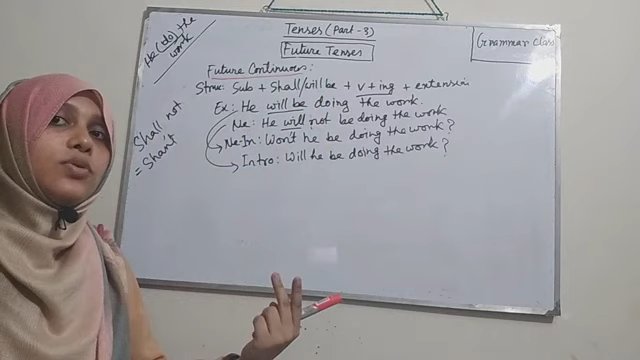 Tenses (Part-3)
Future Tenses
Grammar Class
He (do) the
work
Shall not
= Shan't
Future Continuous:
Struc: Sub + Shall/will be + v+ing + extension
Ex: He will be doing the work.
Ne: He will not be doing the work
Ne-In: Won't he be doing the work?
Intro: Will he be doing the work?